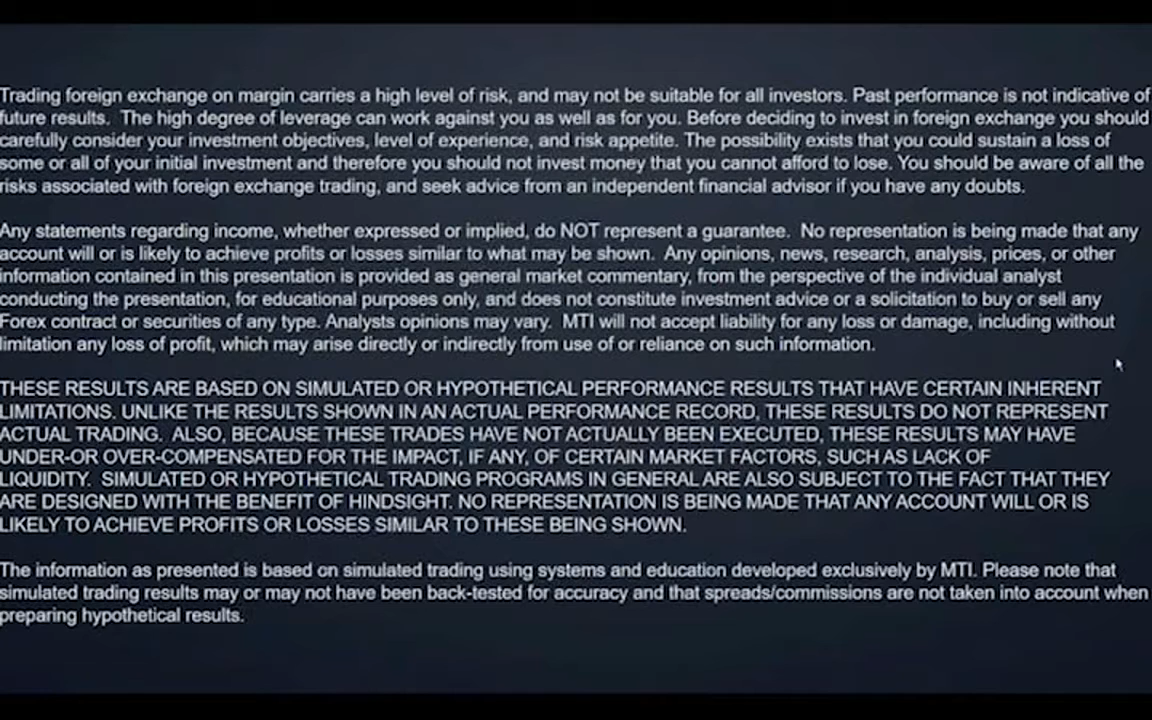 Trading foreign exchange on margin carries a high level of risk, and may not be suitable for all investors. Past performance is not indicative of
future results.  The high degree of leverage can work against you as well as for you. Before deciding to invest in foreign exchange you should
carefully consider your investment objectives, level of experience, and risk appetite. The possibility exists that you could sustain a loss of
some or all of your initial investment and therefore you should not invest money that you cannot afford to lose. You should be aware of all the
risks associated with foreign exchange trading, and seek advice from an independent financial advisor if you have any doubts.
Any statements regarding income, whether expressed or implied, do NOT represent a guarantee.  No representation is being made that any
account will or is likely to achieve profits or losses similar to what may be shown.  Any opinions, news, research, analysis, prices, or other
information contained in this presentation is provided as general market commentary, from the perspective of the individual analyst
conducting the presentation, for educational purposes only, and does not constitute investment advice or a solicitation to buy or sell any
Forex contract or securities of any type. Analysts opinions may vary.  MTI will not accept liability for any loss or damage, including without
limitation any loss of profit, which may arise directly or indirectly from use of or reliance on such information.
THESE RESULTS ARE BASED ON SIMULATED OR HYPOTHETICAL PERFORMANCE RESULTS THAT HAVE CERTAIN INHERENT
LIMITATIONS. UNLIKE THE RESULTS SHOWN IN AN ACTUAL PERFORMANCE RECORD, THESE RESULTS DO NOT REPRESENT
ACTUAL TRADING.  ALSO, BECAUSE THESE TRADES HAVE NOT ACTUALLY BEEN EXECUTED, THESE RESULTS MAY HAVE
UNDER-OR OVER-COMPENSATED FOR THE IMPACT, IF ANY, OF CERTAIN MARKET FACTORS, SUCH AS LACK OF
LIQUIDITY.  SIMULATED OR HYPOTHETICAL TRADING PROGRAMS IN GENERAL ARE ALSO SUBJECT TO THE FACT THAT THEY
ARE DESIGNED WITH THE BENEFIT OF HINDSIGHT. NO REPRESENTATION IS BEING MADE THAT ANY ACCOUNT WILL OR IS
LIKELY TO ACHIEVE PROFITS OR LOSSES SIMILAR TO THESE BEING SHOWN.
The information as presented is based on simulated trading using systems and education developed exclusively by MTI. Please note that
simulated trading results may or may not have been back-tested for accuracy and that spreads/commissions are not taken into account when
preparing hypothetical results.